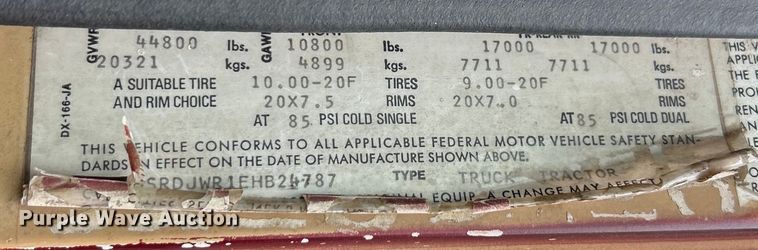 GVWR 44800 lbs. GAWR 10800 lbs. 17000 17000 lbs.
20321 kgs. 4899 kgs. 7711 7711 kgs.
A SUITABLE TIRE 10.00-20F TIRES 9.00-20F
AND RIM CHOICE 20X7.5 RIMS 20X7.0
AT 85 PSI COLD SINGLE AT 85 PSI COLD DUAL
DX-166-JA
THIS VEHICLE CONFORMS TO ALL APPLICABLE FEDERAL MOTOR VEHICLE SAFETY STAN-
DARDS IN EFFECT ON THE DATE OF MANUFACTURE SHOWN ABOVE.
SRDJWR1EHB24787 TYPE TRUCK TRACTOR
EQUIP. A CHANGE MAY AFFECT
THIS V
APPLI
THE F
Purple Wave Auction